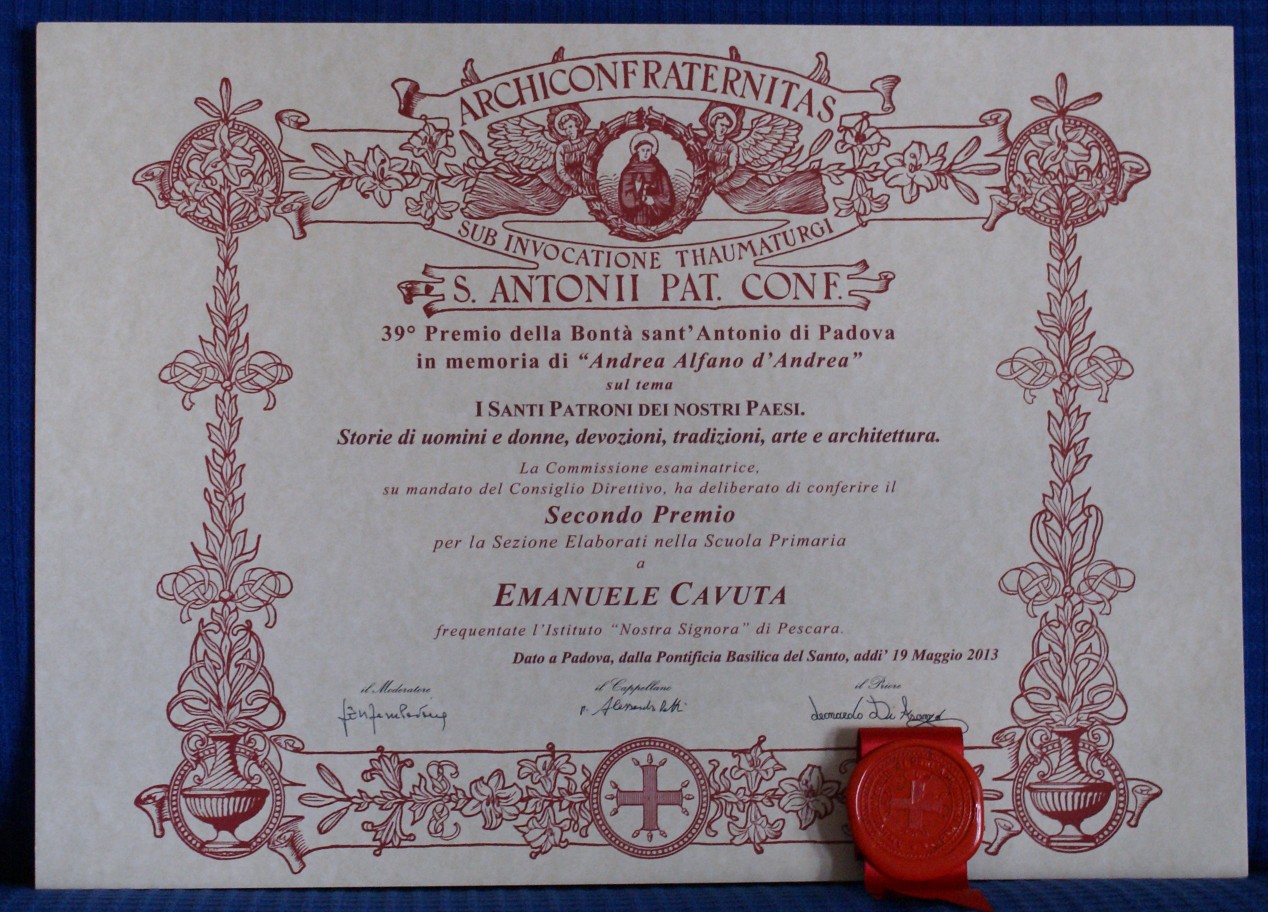 ARCHICONFRATERNITAS
SUB INVOCATIONE THAUMATURGI
S. ANTONII PAT. CONF.
39° Premio della Bontà sant'Antonio di Padova
in memoria di “Andrea Alfano d'Andrea”
sul tema
I SANTI PATRONI DEI NOSTRI PAESI.
Storie di uomini e donne, devozioni, tradizioni, arte e architettura.
La Commissione esaminatrice,
su mandato del Consiglio Direttivo, ha deliberato di conferire il
Secondo Premio
per la Sezione Elaborati nella Scuola Primaria
a
EMANUELE CAVUTA
frequentate l'Istituto “Nostra Signora” di Pescara.
Dato a Padova, dalla Pontificia Basilica del Santo, addi' 19 Maggio 2013
il Moderatore il Cappellano il Priore
Leonardo Di